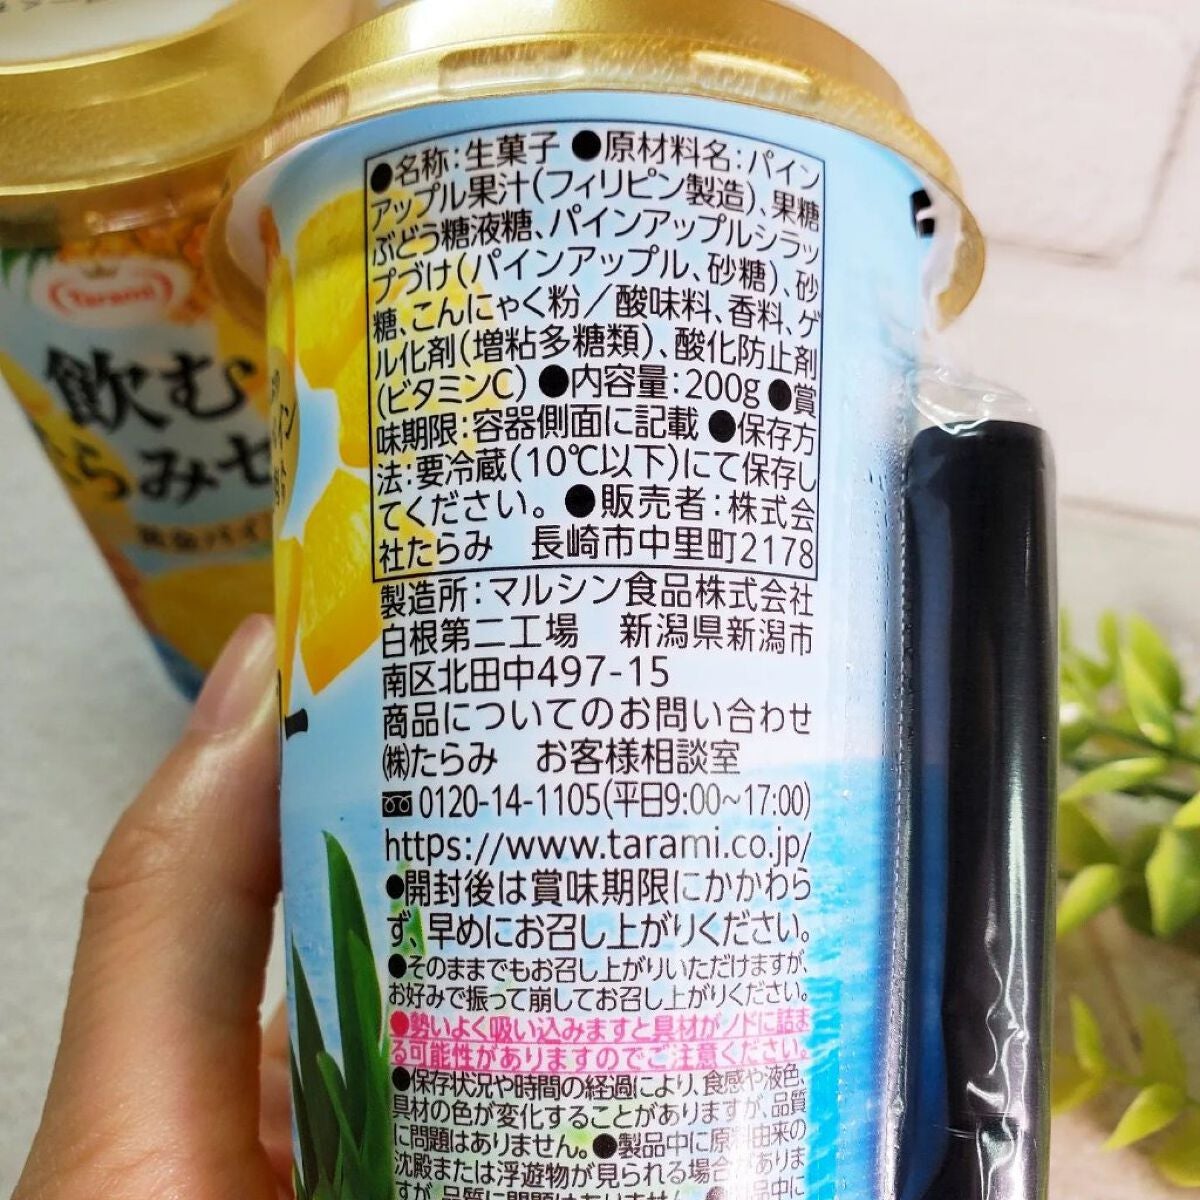 Tarami
飲む
らみゼ
●名称:生菓子 ●原材料名:パイン
アップル果汁(フィリピン製造)、果糖
ぶどう糖液糖、パインアップルシラッ
プづけ(パインアップル、砂糖)、砂
糖、こんにゃく粉/酸味料、香料、ゲ
ル化剤(増粘多糖類)、酸化防止剤
(ビタミンC) ●内容量:200g ●賞
味期限:容器側面に記載 ●保存方
法:要冷蔵(10℃以下)にて保存し
てください。 ●販売者:株式会
社たらみ 長崎市中里町2178
製造所:マルシン食品株式会社
白根第二工場 新潟県新潟市
南区北田中497-15
商品についてのお問い合わせ
(株)たらみ お客様相談室
0120-14-1105(平日9:00~17:00)
https://www.tarami.co.jp/
●開封後は賞味期限にかかわら
ず、早めにお召し上がりください。
●そのままでもお召し上がりいただけますが、
お好みで振って崩してお召し上がりください。
●勢いよく吸い込みますと具材がノドに詰ま
る可能性がありますのでご注意ください。
●保存状況や時間の経過により、食感や液色、
具材の色が変化することがありますが、品質
に問題はありません。●製品中に原料由来の
沈殿または浮遊物が見られる場合がありま
すが、品質に問題はありません。